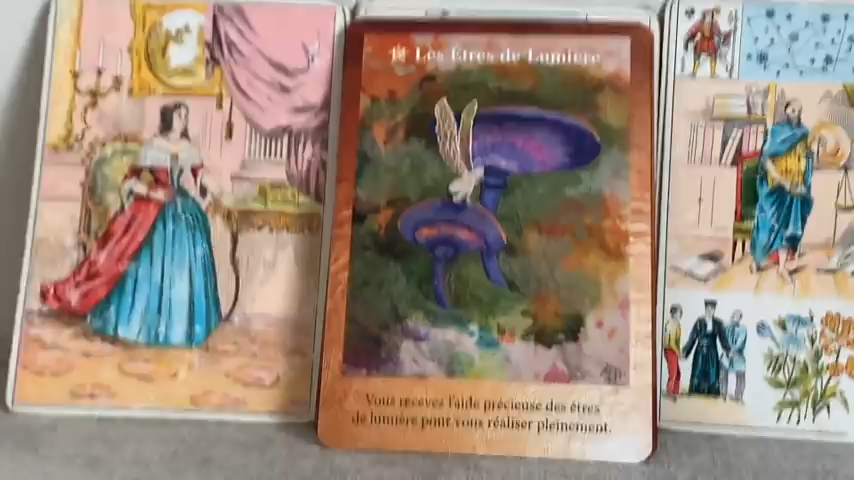 Les Êtres de Lumière
Vous recevez l'aide précieuse des êtres
de lumière pour vous réaliser pleinement.